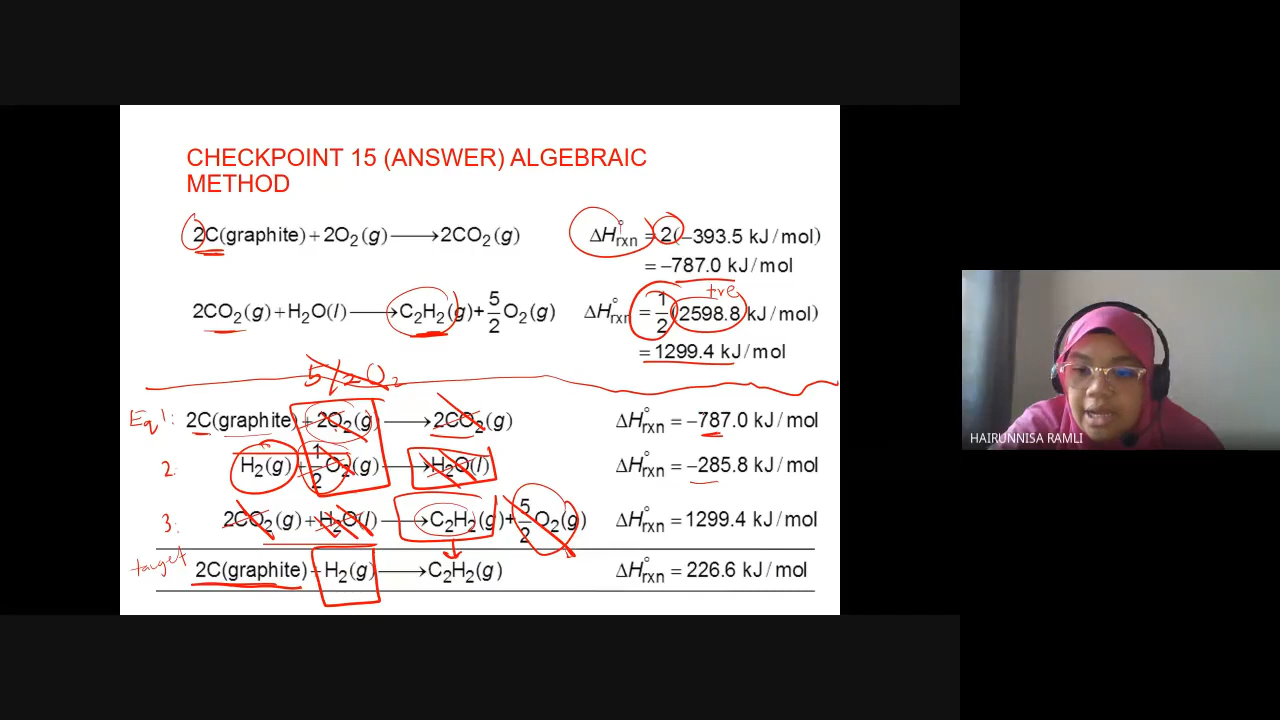 CHECKPOINT 15 (ANSWER) ALGEBRAIC
METHOD
2C(graphite) + 2O₂(g) ⟶ 2CO₂(g) ΔH°rxn = 2(−393.5 kJ/mol)
= −787.0 kJ/mol
+ve
2CO₂(g) + H₂O(l) ⟶ C₂H₂(g) + 5/2 O₂(g) ΔH°rxn = 1/2 (2598.8 kJ/mol)
= 1299.4 kJ/mol
5/2 O₂
Eq 1: 2C(graphite) + 2O₂(g) ⟶ 2CO₂(g) ΔH°rxn = −787.0 kJ/mol
2: H₂(g) + 1/2 O₂(g) ⟶ H₂O(l) ΔH°rxn = −285.8 kJ/mol
3: 2CO₂(g) + H₂O(l) ⟶ C₂H₂(g) + 5/2 O₂(g) ΔH°rxn = 1299.4 kJ/mol
target 2C(graphite) + H₂(g) ⟶ C₂H₂(g) ΔH°rxn = 226.6 kJ/mol
HAIRUNNISA RAMLI